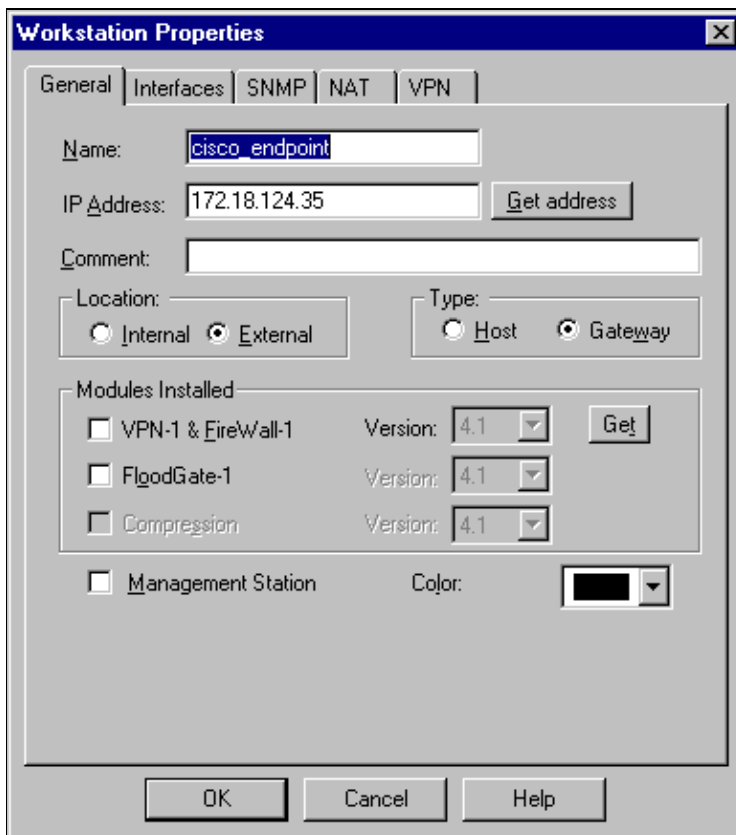 Workstation Properties
General Interfaces SNMP NAT VPN
Name: cisco_endpoint
IP Address: 172.18.124.35 Get address
Comment:
Location: Type:
Internal External Host Gateway
Modules Installed
VPN-1 & FireWall-1 Version: 4.1 Get
FloodGate-1 Version: 4.1
Compression Version: 4.1
Management Station Color:
OK Cancel Help